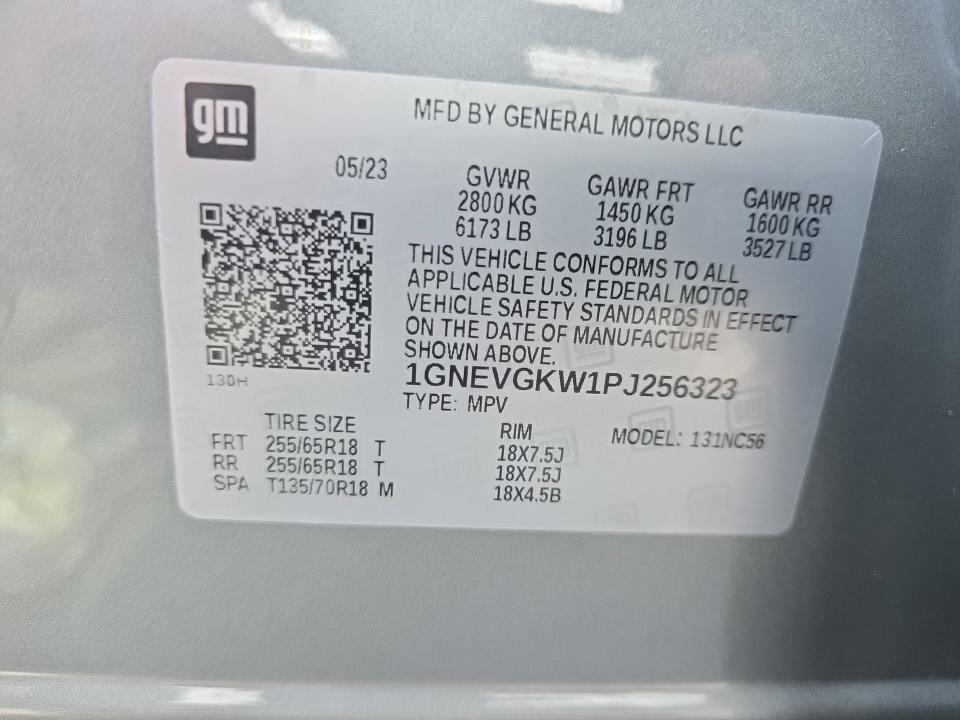 gm
MFD BY GENERAL MOTORS LLC
05/23
GVWR GAWR FRT GAWR RR
2800 KG 1450 KG 1600 KG
6173 LB 3196 LB 3527 LB
THIS VEHICLE CONFORMS TO ALL
APPLICABLE U.S. FEDERAL MOTOR
VEHICLE SAFETY STANDARDS IN EFFECT
ON THE DATE OF MANUFACTURE
SHOWN ABOVE.
130H
1GNEVGKW1PJ256323
TYPE: MPV
TIRE SIZE RIM MODEL: 131NC56
FRT 255/65R18 T 18X7.5J
RR 255/65R18 T 18X7.5J
SPA T135/70R18 M 18X4.5B